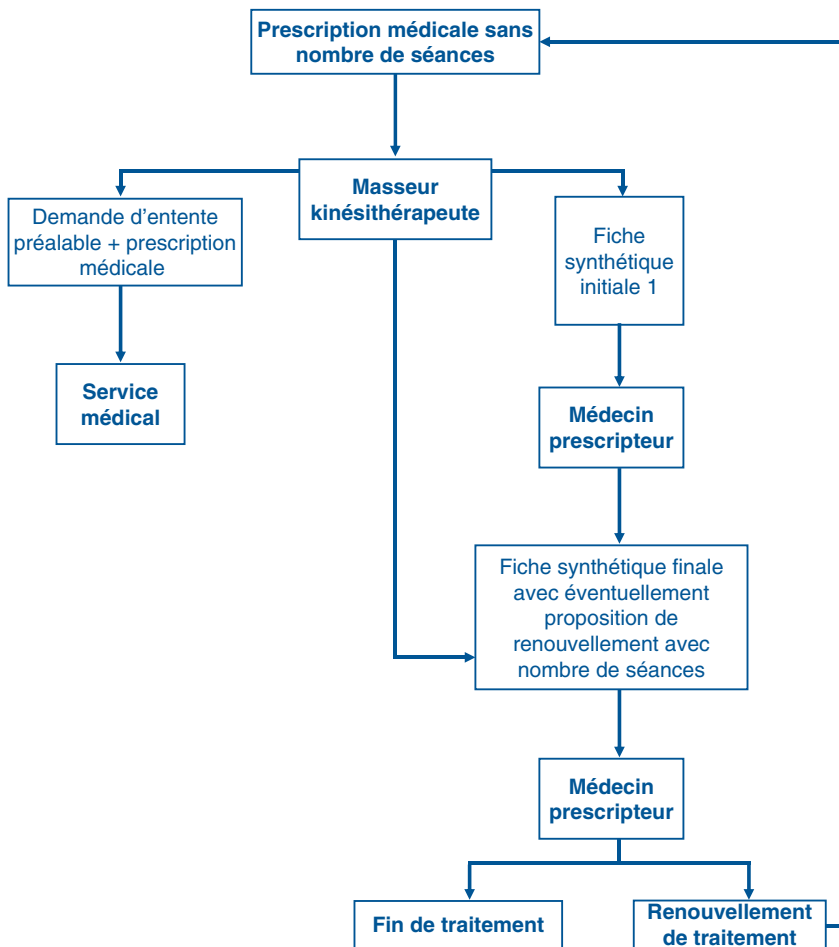 Prescription médicale sans
nombre de séances
Masseur
kinésithérapeute
Demande d'entente
préalable + prescription
médicale
Fiche
synthétique
initiale 1
Service
médical
Médecin
prescripteur
Fiche synthétique finale
avec éventuellement
proposition de
renouvellement avec
nombre de séances
Médecin
prescripteur
Fin de traitement
Renouvellement
de traitement